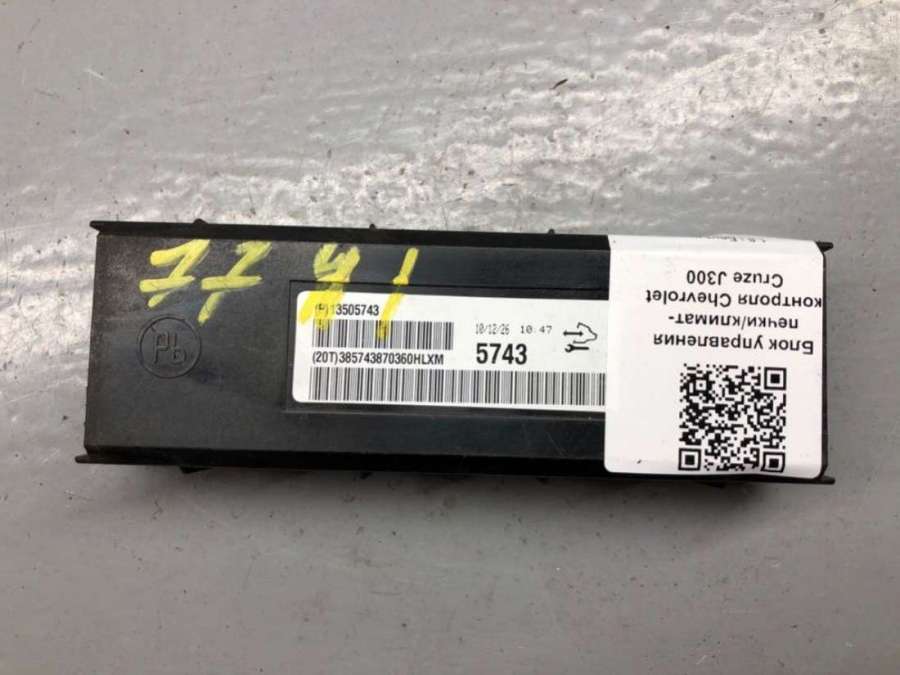 77 41
(P)13505743
10/12/26 10:47
(20T)385743870360HLXM
5743
Pb
Блок управления
печки/климат-
контроля Chevrolet
Cruze J300